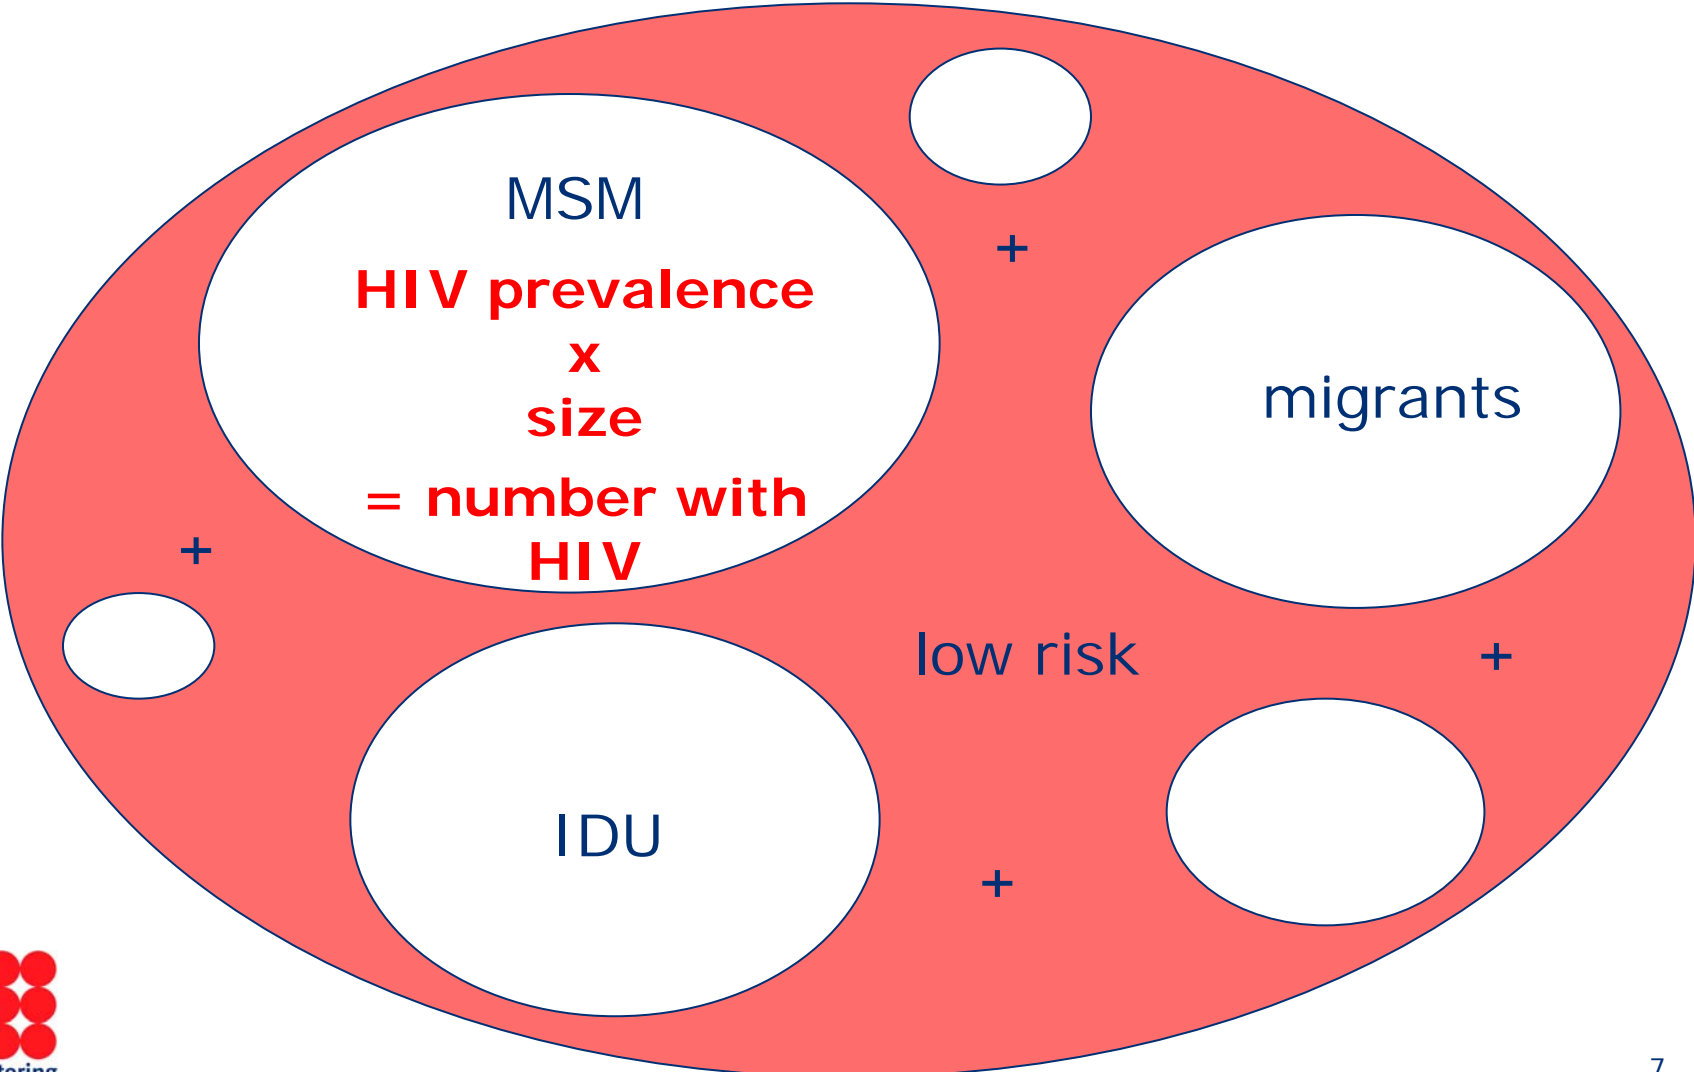 MSM
HIV prevalence
x
size
= number with
HIV
+
migrants
+
low risk
+
IDU
+
7